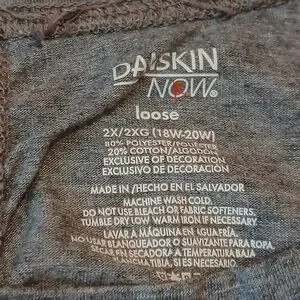 DAISKIN
NOW®
loose
2X/2XG (18W-20W)
80% POLYESTER/POLIÉSTER
20% COTTON/ALGODÓN
EXCLUSIVE OF DECORATION
EXCLUSIVO DE DECORACIÓN
MADE IN /HECHO EN EL SALVADOR
MACHINE WASH COLD.
DO NOT USE BLEACH OR FABRIC SOFTENERS.
TUMBLE DRY LOW. WARM IRON IF NECESSARY
LAVAR A MÁQUINA EN AGUA FRÍA.
NO USAR BLANQUEADOR O SUAVIZANTE PARA ROPA.
SECAR EN SECADORA A TEMPERATURA BAJA
PLANCHA TIBIA, SI ES NECESARIO.